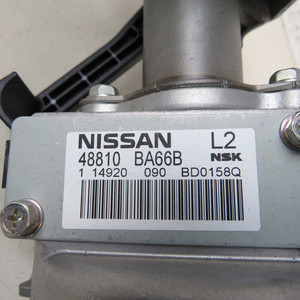 NISSAN L2
48810 BA66B NSK
1 14920 090 BD0158Q